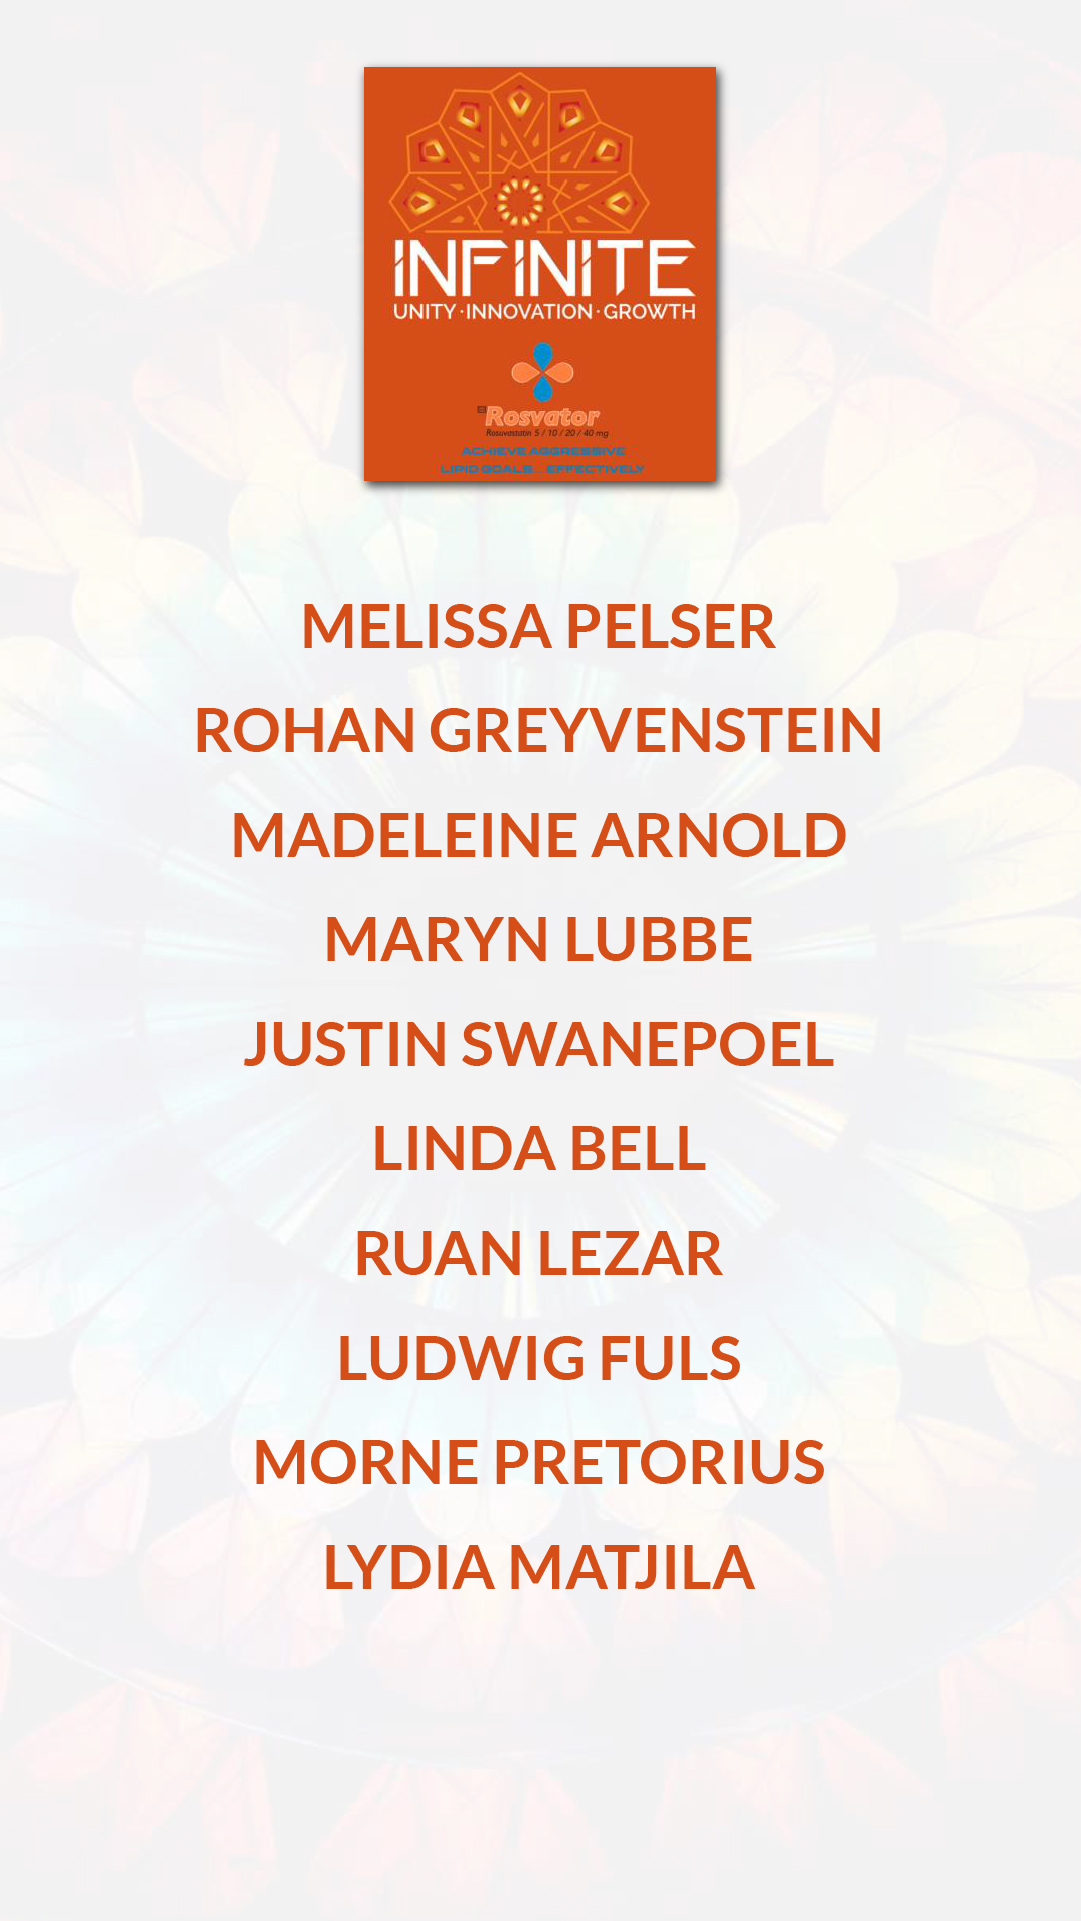 INFINITE
UNITY · INNOVATION · GROWTH
Rosvator
Rosuvastatin 5 / 10 / 20 / 40 mg
ACHIEVE AGGRESSIVE
LIPID GOALS... EFFECTIVELY
MELISSA PELSER
ROHAN GREYVENSTEIN
MADELEINE ARNOLD
MARYN LUBBE
JUSTIN SWANEPOEL
LINDA BELL
RUAN LEZAR
LUDWIG FULS
MORNE PRETORIUS
LYDIA MATJILA